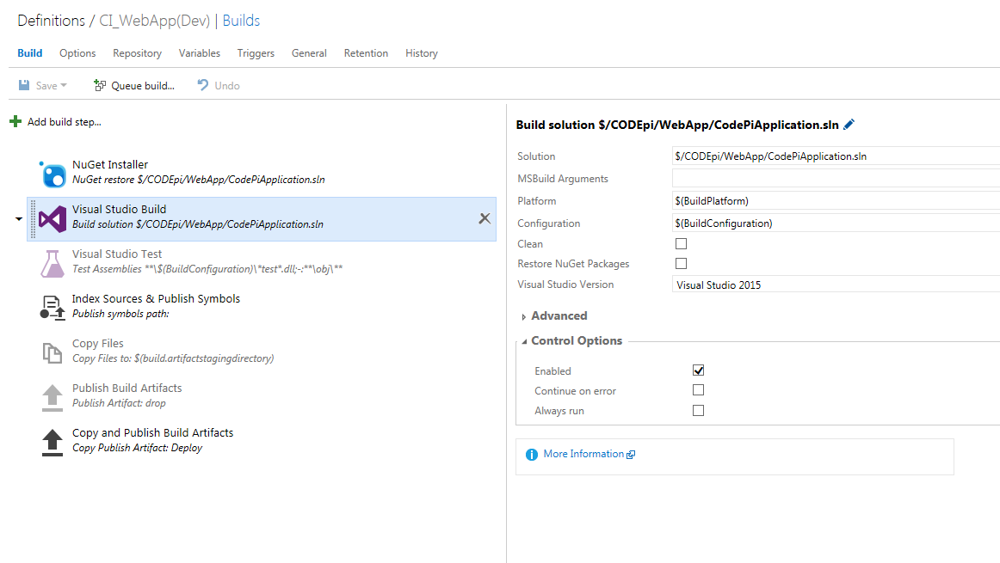 Definitions / CI_WebApp(Dev) | Builds
Build Options Repository Variables Triggers General Retention History
Save Queue build... Undo
Add build step...
NuGet Installer
NuGet restore $/CODEpi/WebApp/CodePiApplication.sln
Visual Studio Build
Build solution $/CODEpi/WebApp/CodePiApplication.sln
Visual Studio Test
Test Assemblies **\$(BuildConfiguration)\*test*.dll;-:**\obj\**
Index Sources & Publish Symbols
Publish symbols path:
Copy Files
Copy Files to: $(build.artifactstagingdirectory)
Publish Build Artifacts
Publish Artifact: drop
Copy and Publish Build Artifacts
Copy Publish Artifact: Deploy
Build solution $/CODEpi/WebApp/CodePiApplication.sln
Solution $/CODEpi/WebApp/CodePiApplication.sln
MSBuild Arguments
Platform $(BuildPlatform)
Configuration $(BuildConfiguration)
Clean
Restore NuGet Packages
Visual Studio Version Visual Studio 2015
Advanced
Control Options
Enabled
Continue on error
Always run
More Information